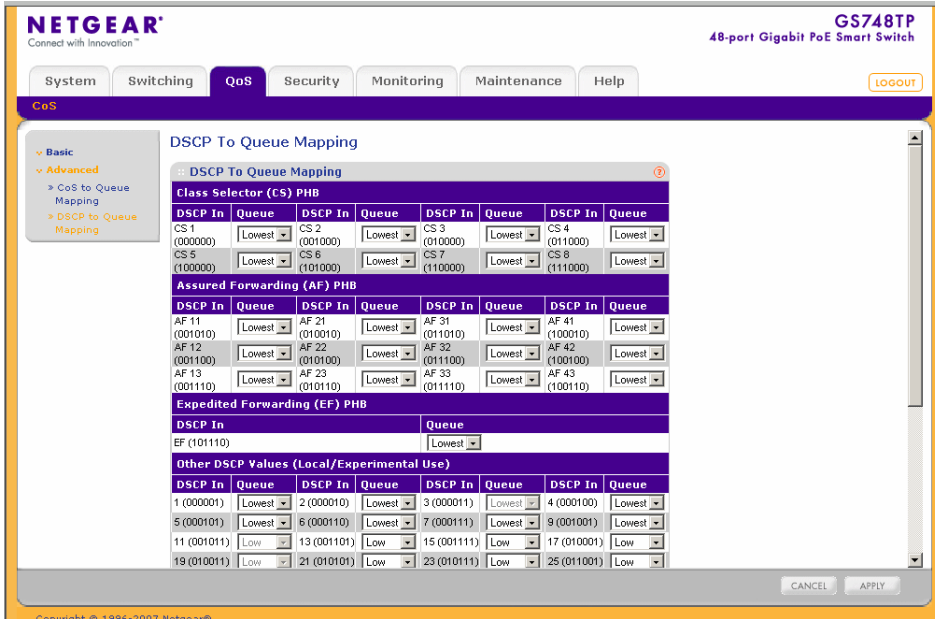 NETGEAR®
Connect with Innovation™
GS748TP
48-port Gigabit PoE Smart Switch
System Switching QoS Security Monitoring Maintenance Help LOGOUT
CoS
Basic
Advanced
» CoS to Queue
Mapping
» DSCP to Queue
Mapping
DSCP To Queue Mapping
:: DSCP To Queue Mapping ?
Class Selector (CS) PHB
DSCP In Queue DSCP In Queue DSCP In Queue DSCP In Queue
CS 1 (000000) Lowest CS 2 (001000) Lowest CS 3 (010000) Lowest CS 4 (011000) Lowest
CS 5 (100000) Lowest CS 6 (101000) Lowest CS 7 (110000) Lowest CS 8 (111000) Lowest
Assured Forwarding (AF) PHB
DSCP In Queue DSCP In Queue DSCP In Queue DSCP In Queue
AF 11 (001010) Lowest AF 21 (010010) Lowest AF 31 (011010) Lowest AF 41 (100010) Lowest
AF 12 (001100) Lowest AF 22 (010100) Lowest AF 32 (011100) Lowest AF 42 (100100) Lowest
AF 13 (001110) Lowest AF 23 (010110) Lowest AF 33 (011110) Lowest AF 43 (100110) Lowest
Expedited Forwarding (EF) PHB
DSCP In Queue
EF (101110) Lowest
Other DSCP Values (Local/Experimental Use)
DSCP In Queue DSCP In Queue DSCP In Queue DSCP In Queue
1 (000001) Lowest 2 (000010) Lowest 3 (000011) Lowest 4 (000100) Lowest
5 (000101) Lowest 6 (000110) Lowest 7 (000111) Lowest 9 (001001) Lowest
11 (001011) Low 13 (001101) Low 15 (001111) Low 17 (010001) Low
19 (010011) Low 21 (010101) Low 23 (010111) Low 25 (011001) Low
CANCEL APPLY
Copyright © 1996-2007 Netgear®